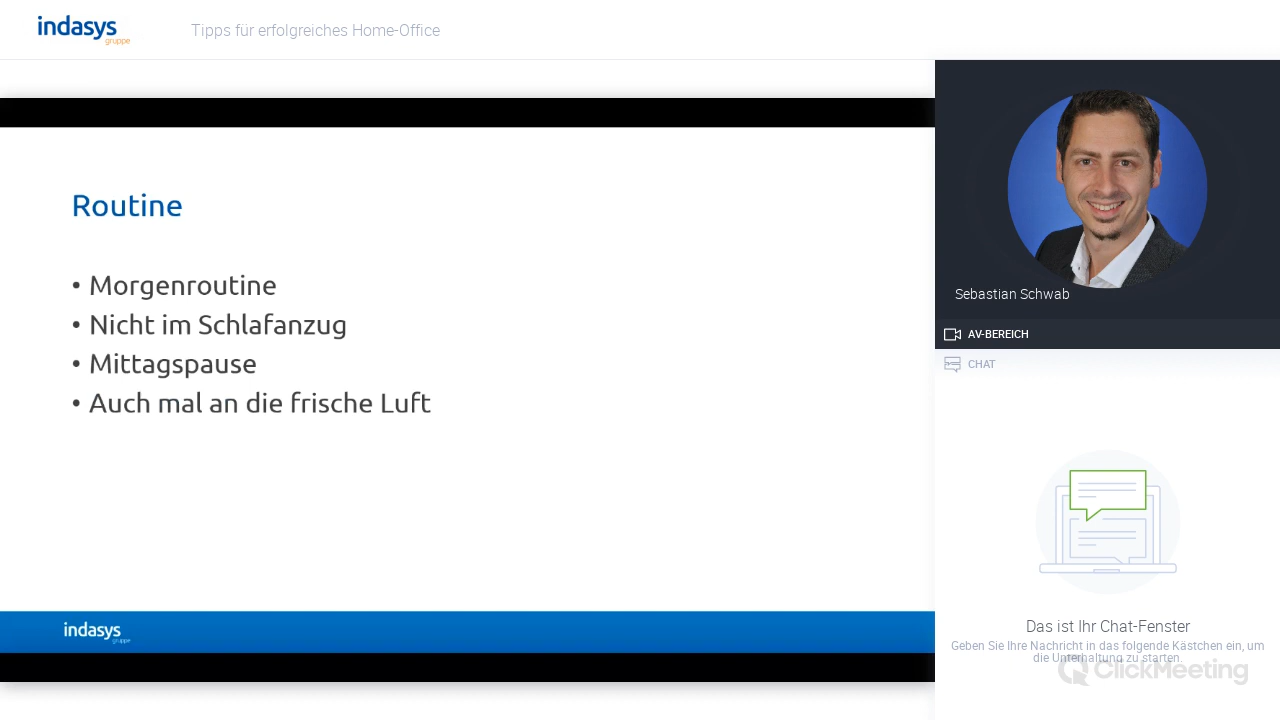 indasys
gruppe
Tipps für erfolgreiches Home-Office
Routine
• Morgenroutine
• Nicht im Schlafanzug
• Mittagspause
• Auch mal an die frische Luft
indasys
gruppe
Sebastian Schwab
AV-BEREICH
CHAT
Das ist Ihr Chat-Fenster
Geben Sie Ihre Nachricht in das folgende Kästchen ein, um
die Unterhaltung zu starten.
ClickMeeting